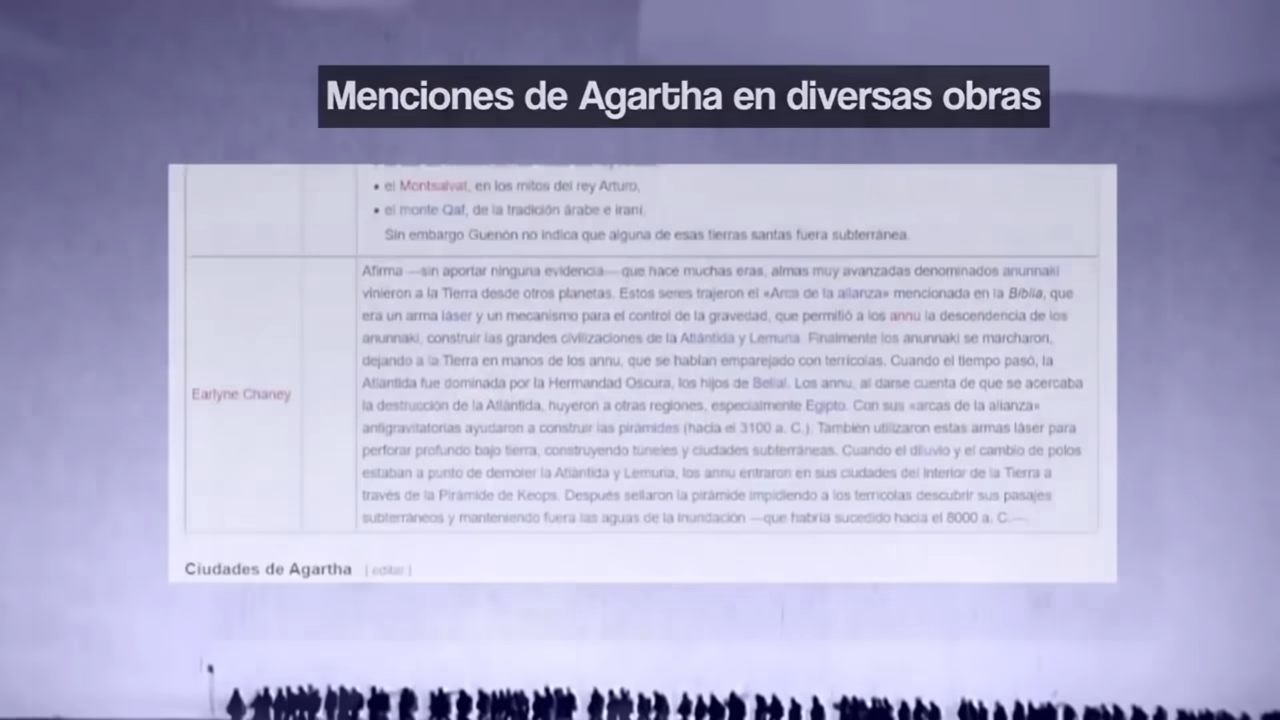 Menciones de Agartha en diversas obras
• el Montsalvat, en los mitos del rey Arturo,
• el monte Qaf, de la tradición árabe e iraní.
Sin embargo Guenón no indica que alguna de esas tierras santas fuera subterránea.
Earlyne Chaney
Afirma —sin aportar ninguna evidencia— que hace muchas eras, almas muy avanzadas denominados anunnaki
vinieron a la Tierra desde otros planetas. Estos seres trajeron el «Arca de la alianza» mencionada en la Biblia, que
era un arma láser y un mecanismo para el control de la gravedad, que permitió a los annu la descendencia de los
anunnaki, construir las grandes civilizaciones de la Atlántida y Lemuria. Finalmente los anunnaki se marcharon,
dejando a la Tierra en manos de los annu, que se habían emparejado con terrícolas. Cuando el tiempo pasó, la
Atlántida fue dominada por la Hermandad Oscura, los hijos de Belial. Los annu, al darse cuenta de que se acercaba
la destrucción de la Atlántida, huyeron a otras regiones, especialmente Egipto. Con sus «arcas de la alianza»
antigravitatorias ayudaron a construir las pirámides (hacia el 3100 a. C.). También utilizaron estas armas láser para
perforar profundo bajo tierra, construyendo túneles y ciudades subterráneas. Cuando el diluvio y el cambio de polos
estaban a punto de demoler la Atlántida y Lemuria, los annu entraron en sus ciudades del interior de la Tierra a
través de la Pirámide de Keops. Después sellaron la pirámide impidiendo a los terrícolas descubrir sus pasajes
subterráneos y manteniendo fuera las aguas de la inundación —que habría sucedido hacia el 8000 a. C.—.
Ciudades de Agartha [ editar ]